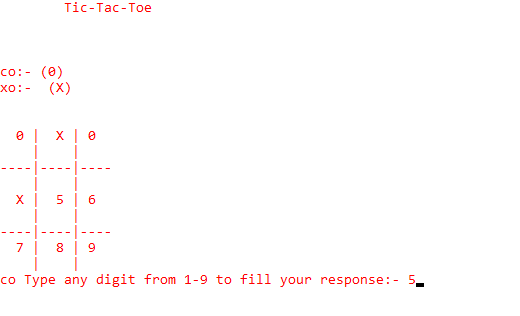 Tic-Tac-Toe
co:- (0)
xo:- (X)
0 | X | 0
| |
----|----|----
| |
X | 5 | 6
| |
----|----|----
7 | 8 | 9
| |
co Type any digit from 1-9 to fill your response:- 5